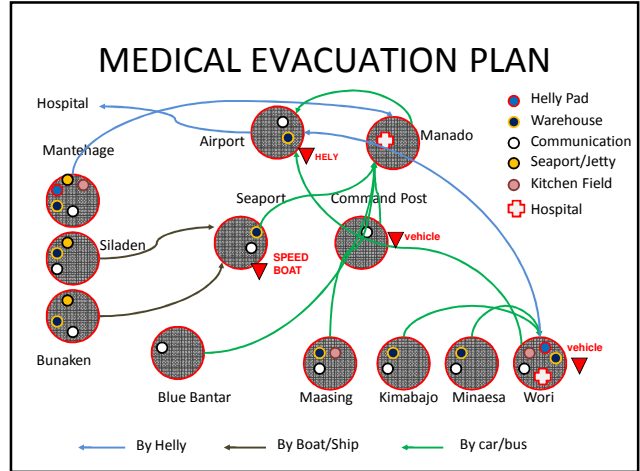 MEDICAL EVACUATION PLAN
Hospital
Mantehage
Airport
HELY
Manado
Helly Pad
Warehouse
Communication
Seaport/Jetty
Kitchen Field
Hospital
Seaport
Command Post
Siladen
SPEED
BOAT
vehicle
Bunaken
vehicle
Blue Bantar
Maasing
Kimabajo
Minaesa
Wori
By Helly
By Boat/Ship
By car/bus